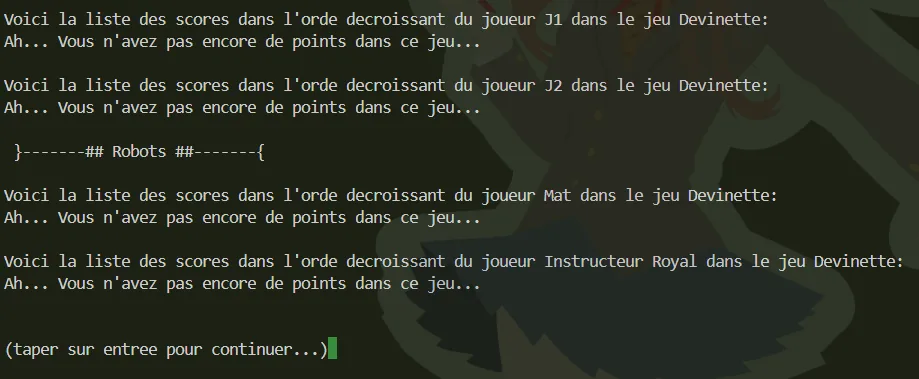 Voici la liste des scores dans l'orde decroissant du joueur J1 dans le jeu Devinette:
Ah... Vous n'avez pas encore de points dans ce jeu...
Voici la liste des scores dans l'orde decroissant du joueur J2 dans le jeu Devinette:
Ah... Vous n'avez pas encore de points dans ce jeu...
}-------## Robots ##-------{
Voici la liste des scores dans l'orde decroissant du joueur Mat dans le jeu Devinette:
Ah... Vous n'avez pas encore de points dans ce jeu...
Voici la liste des scores dans l'orde decroissant du joueur Instructeur Royal dans le jeu Devinette:
Ah... Vous n'avez pas encore de points dans ce jeu...
(taper sur entree pour continuer...)